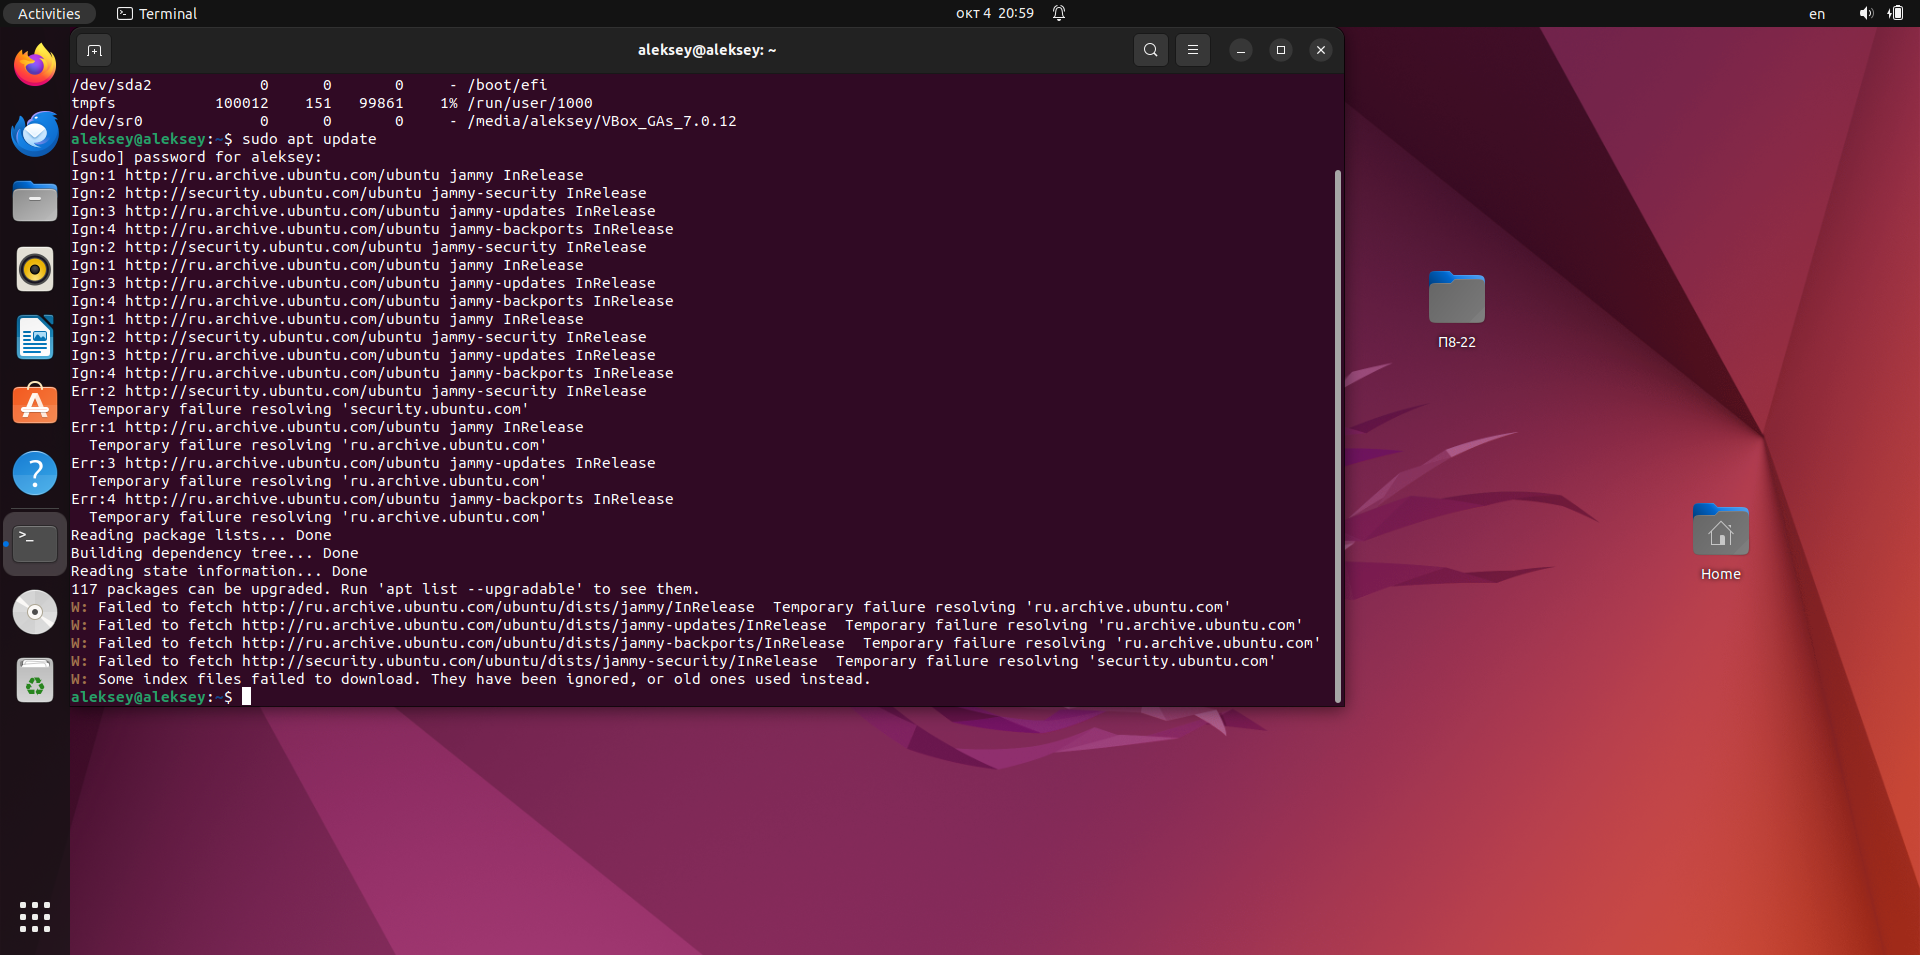 Activities
Terminal
окт 4 20:59
en
aleksey@aleksey: ~
/dev/sda2            0      0       0     - /boot/efi
tmpfs           100012    151   99861    1% /run/user/1000
/dev/sr0             0      0       0     - /media/aleksey/VBox_GAs_7.0.12
aleksey@aleksey:~$ sudo apt update
[sudo] password for aleksey:
Ign:1 http://ru.archive.ubuntu.com/ubuntu jammy InRelease
Ign:2 http://security.ubuntu.com/ubuntu jammy-security InRelease
Ign:3 http://ru.archive.ubuntu.com/ubuntu jammy-updates InRelease
Ign:4 http://ru.archive.ubuntu.com/ubuntu jammy-backports InRelease
Ign:2 http://security.ubuntu.com/ubuntu jammy-security InRelease
Ign:1 http://ru.archive.ubuntu.com/ubuntu jammy InRelease
Ign:3 http://ru.archive.ubuntu.com/ubuntu jammy-updates InRelease
Ign:4 http://ru.archive.ubuntu.com/ubuntu jammy-backports InRelease
Ign:1 http://ru.archive.ubuntu.com/ubuntu jammy InRelease
Ign:2 http://security.ubuntu.com/ubuntu jammy-security InRelease
Ign:3 http://ru.archive.ubuntu.com/ubuntu jammy-updates InRelease
Ign:4 http://ru.archive.ubuntu.com/ubuntu jammy-backports InRelease
Err:2 http://security.ubuntu.com/ubuntu jammy-security InRelease
  Temporary failure resolving 'security.ubuntu.com'
Err:1 http://ru.archive.ubuntu.com/ubuntu jammy InRelease
  Temporary failure resolving 'ru.archive.ubuntu.com'
Err:3 http://ru.archive.ubuntu.com/ubuntu jammy-updates InRelease
  Temporary failure resolving 'ru.archive.ubuntu.com'
Err:4 http://ru.archive.ubuntu.com/ubuntu jammy-backports InRelease
  Temporary failure resolving 'ru.archive.ubuntu.com'
Reading package lists... Done
Building dependency tree... Done
Reading state information... Done
117 packages can be upgraded. Run 'apt list --upgradable' to see them.
W: Failed to fetch http://ru.archive.ubuntu.com/ubuntu/dists/jammy/InRelease  Temporary failure resolving 'ru.archive.ubuntu.com'
W: Failed to fetch http://ru.archive.ubuntu.com/ubuntu/dists/jammy-updates/InRelease  Temporary failure resolving 'ru.archive.ubuntu.com'
W: Failed to fetch http://ru.archive.ubuntu.com/ubuntu/dists/jammy-backports/InRelease  Temporary failure resolving 'ru.archive.ubuntu.com'
W: Failed to fetch http://security.ubuntu.com/ubuntu/dists/jammy-security/InRelease  Temporary failure resolving 'security.ubuntu.com'
W: Some index files failed to download. They have been ignored, or old ones used instead.
aleksey@aleksey:~$
П8-22
Home